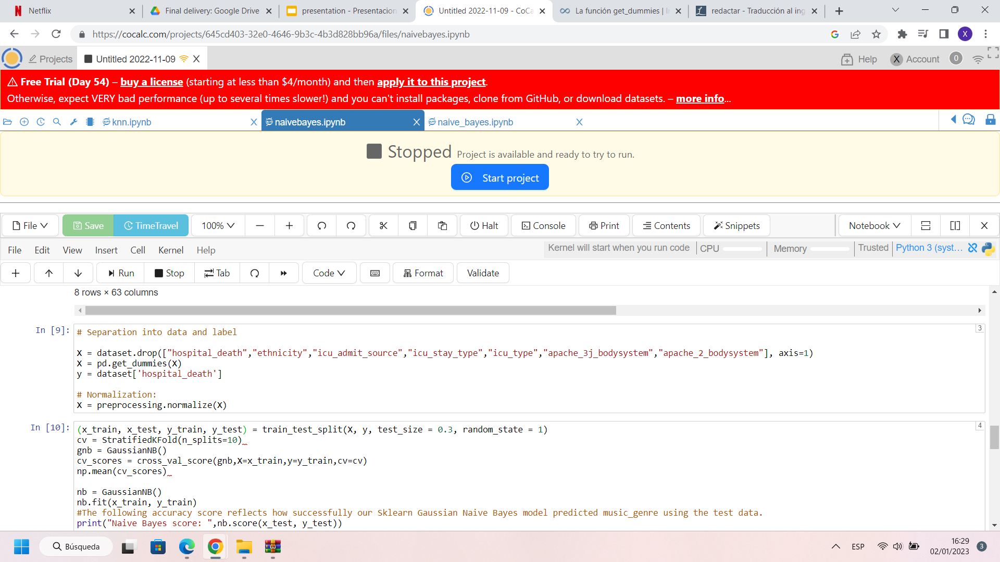 Netflix
Final delivery: Google Drive
presentation - Presentacion
Untitled 2022-11-09 - CoCa
La función get_dummies | I
redactar - Traducción al ing
https://cocalc.com/projects/645cd403-32e0-4646-9b3c-4b3d828bb96a/files/naivebayes.ipynb
X
Projects
Untitled 2022-11-09
Help
X Account
0
Free Trial (Day 54) – buy a license (starting at less than $4/month) and then apply it to this project.
Otherwise, expect VERY bad performance (up to several times slower!) and you can't install packages, clone from GitHub, or download datasets. – more info...
knn.ipynb
naivebayes.ipynb
naive_bayes.ipynb
Stopped Project is available and ready to try to run.
Start project
File
Save
TimeTravel
100%
Halt
Console
Print
Contents
Snippets
Notebook
File Edit View Insert Cell Kernel Help
Kernel will start when you run code
CPU
Memory
Trusted
Python 3 (syst...
Run
Stop
Tab
Code
Format
Validate
8 rows × 63 columns
In [9]:
3
# Separation into data and label
X = dataset.drop(["hospital_death","ethnicity","icu_admit_source","icu_stay_type","icu_type","apache_3j_bodysystem","apache_2_bodysystem"], axis=1)
X = pd.get_dummies(X)
y = dataset['hospital_death']
# Normalization:
X = preprocessing.normalize(X)
In [10]:
4
(x_train, x_test, y_train, y_test) = train_test_split(X, y, test_size = 0.3, random_state = 1)
cv = StratifiedKFold(n_splits=10)
gnb = GaussianNB()
cv_scores = cross_val_score(gnb,X=x_train,y=y_train,cv=cv)
np.mean(cv_scores)
nb = GaussianNB()
nb.fit(x_train, y_train)
#The following accuracy score reflects how successfully our Sklearn Gaussian Naive Bayes model predicted music_genre using the test data.
print("Naive Bayes score: ",nb.score(x_test, y_test))
Búsqueda
ESP
16:29
02/01/2023
3